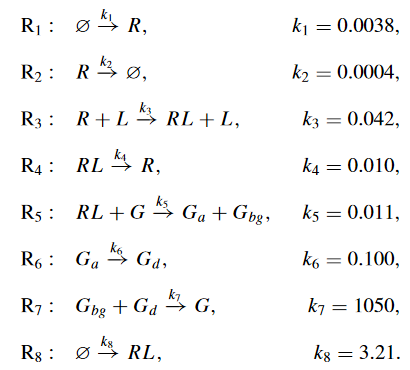 R₁ : ∅ →k₁ R, k₁ = 0.0038,
R₂ : R →k₂ ∅, k₂ = 0.0004,
R₃ : R + L →k₃ RL + L, k₃ = 0.042,
R₄ : RL →k₄ R, k₄ = 0.010,
R₅ : RL + G →k₅ Gₐ + G_bg, k₅ = 0.011,
R₆ : Gₐ →k₆ G_d, k₆ = 0.100,
R₇ : G_bg + G_d →k₇ G, k₇ = 1050,
R₈ : ∅ →k₈ RL, k₈ = 3.21.